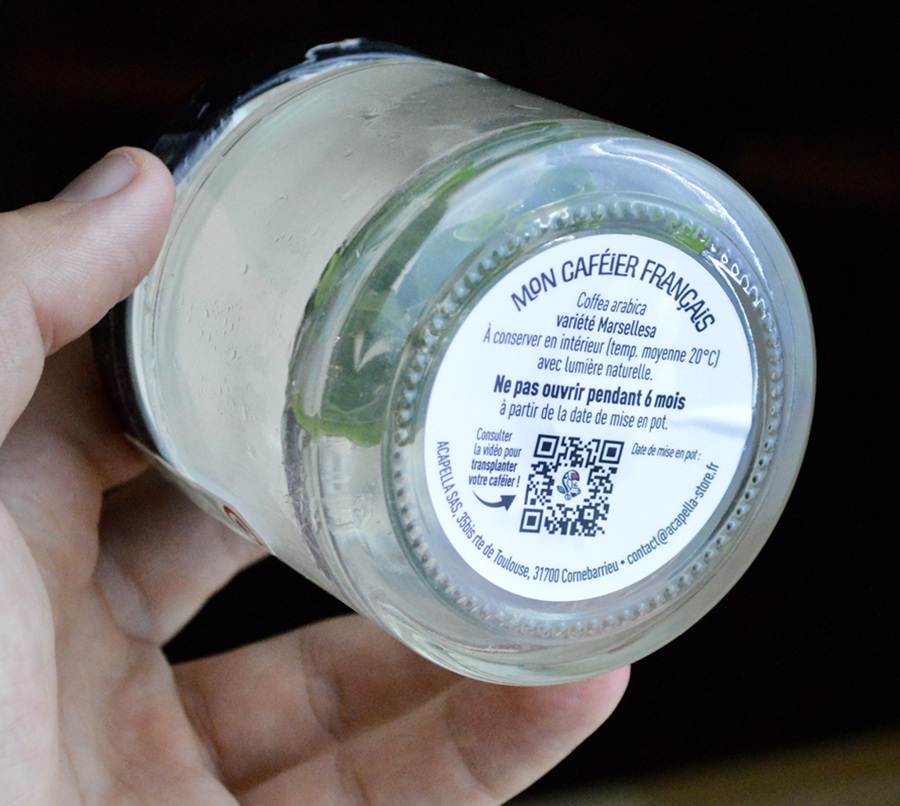 MON CAFÉiER FRANÇAiS
Coffea arabica
variété Marsellesa
À conserver en intérieur (temp. moyenne 20°C)
avec lumière naturelle.
Ne pas ouvrir pendant 6 mois
à partir de la date de mise en pot.
Consulter
la vidéo pour
transplanter
votre caféier !
Date de mise en pot :
ACAPELLA SAS, 35bis rte de Toulouse, 31700 Cornebarrieu • contact@acapella-store.fr